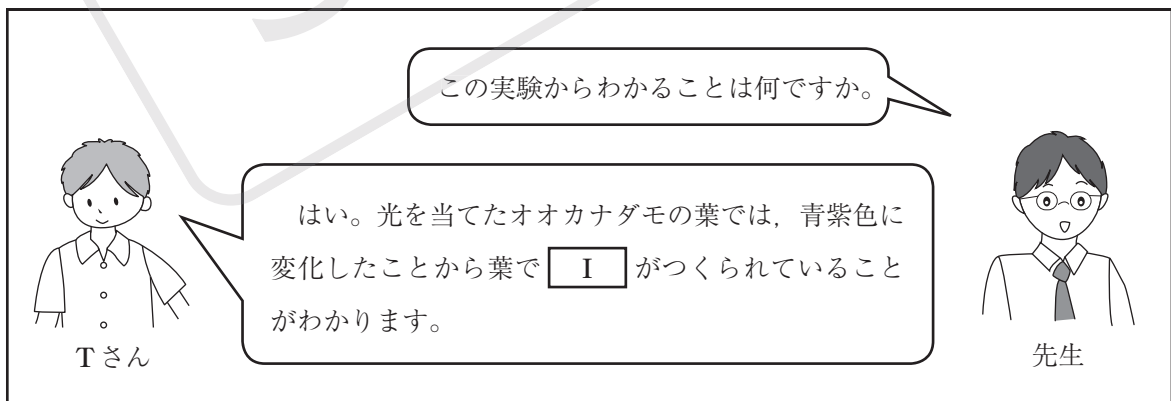 この実験からわかることは何ですか。
はい。光を当てたオオカナダモの葉では，青紫色に
変化したことから葉で I がつくられていること
がわかります。
Tさん
先生